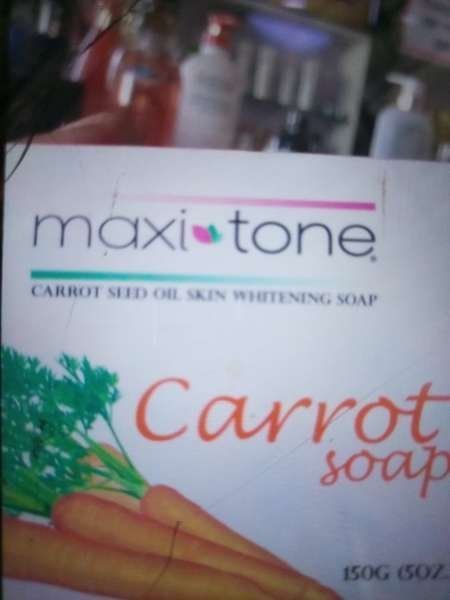 maxi tone®
CARROT SEED OIL SKIN WHITENING SOAP
Carrot
soap
150G (5OZ.